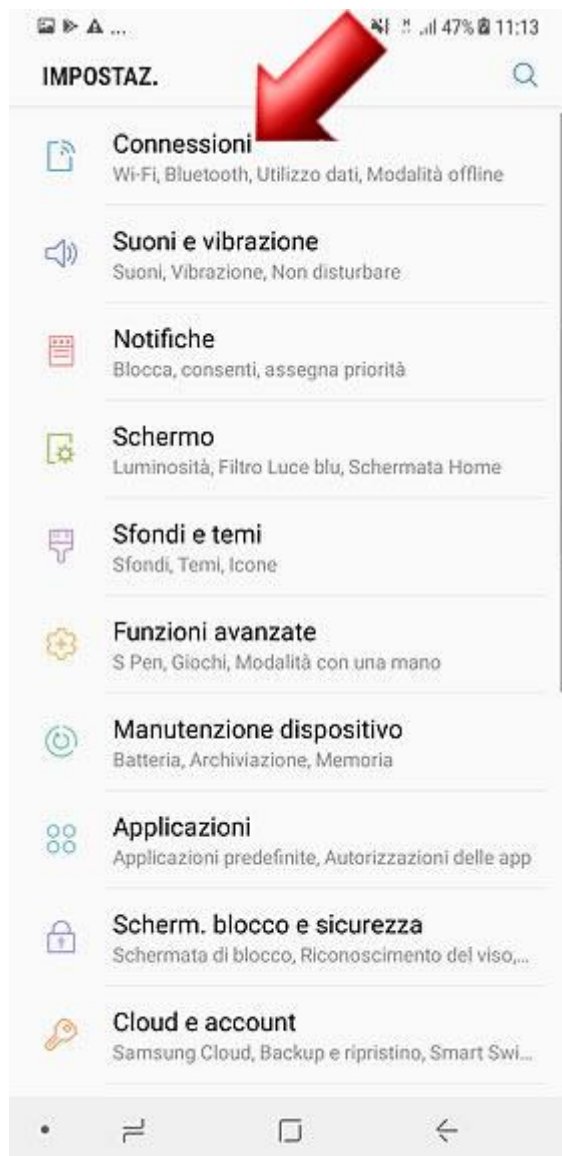 ... 47% 11:13
IMPOSTAZ.
Connessioni
Wi-Fi, Bluetooth, Utilizzo dati, Modalità offline
Suoni e vibrazione
Suoni, Vibrazione, Non disturbare
Notifiche
Blocca, consenti, assegna priorità
Schermo
Luminosità, Filtro Luce blu, Schermata Home
Sfondi e temi
Sfondi, Temi, Icone
Funzioni avanzate
S Pen, Giochi, Modalità con una mano
Manutenzione dispositivo
Batteria, Archiviazione, Memoria
Applicazioni
Applicazioni predefinite, Autorizzazioni delle app
Scherm. blocco e sicurezza
Schermata di blocco, Riconoscimento del viso,...
Cloud e account
Samsung Cloud, Backup e ripristino, Smart Swi...